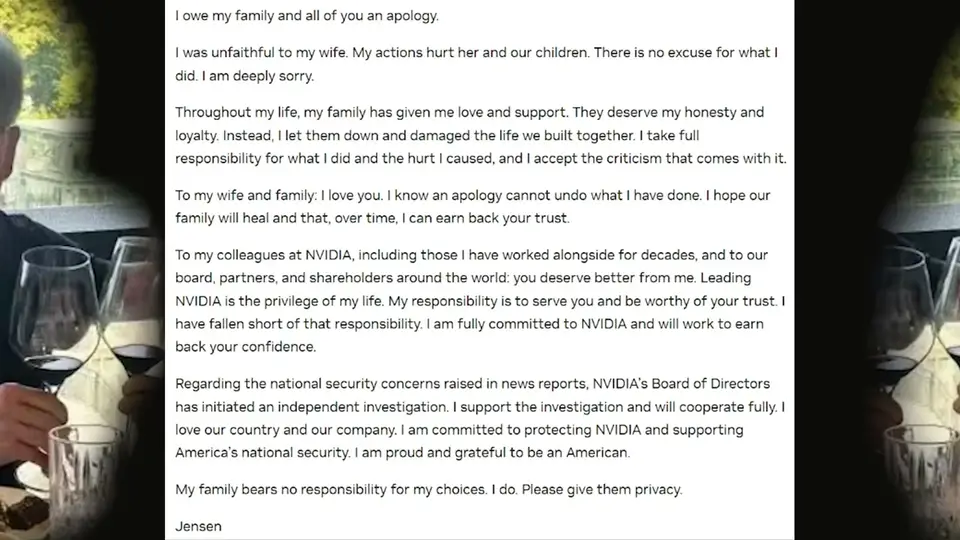 I owe my family and all of you an apology.
I was unfaithful to my wife. My actions hurt her and our children. There is no excuse for what I
did. I am deeply sorry.
Throughout my life, my family has given me love and support. They deserve my honesty and
loyalty. Instead, I let them down and damaged the life we built together. I take full
responsibility for what I did and the hurt I caused, and I accept the criticism that comes with it.
To my wife and family: I love you. I know an apology cannot undo what I have done. I hope our
family will heal and that, over time, I can earn back your trust.
To my colleagues at NVIDIA, including those I have worked alongside for decades, and to our
board, partners, and shareholders around the world: you deserve better from me. Leading
NVIDIA is the privilege of my life. My responsibility is to serve you and be worthy of your trust. I
have fallen short of that responsibility. I am fully committed to NVIDIA and will work to earn
back your confidence.
Regarding the national security concerns raised in news reports, NVIDIA's Board of Directors
has initiated an independent investigation. I support the investigation and will cooperate fully. I
love our country and our company. I am committed to protecting NVIDIA and supporting
America's national security. I am proud and grateful to be an American.
My family bears no responsibility for my choices. I do. Please give them privacy.
Jensen